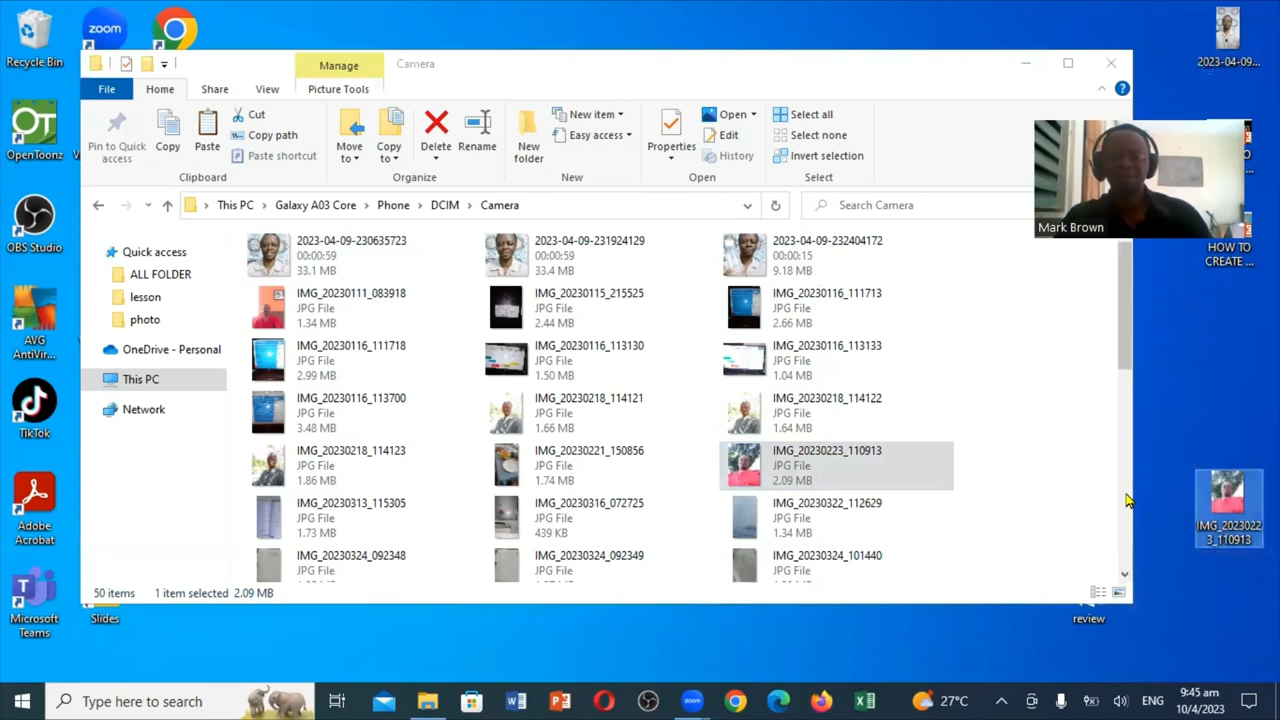 Recycle Bin
zoom
2023-04-09...
Manage
Camera
File
Home
Share
View
Picture Tools
Pin to Quick access
Copy
Paste
Cut
Copy path
Paste shortcut
Clipboard
Move to
Copy to
Delete
Rename
Organize
New folder
New item
Easy access
New
Properties
Open
Edit
History
Open
Select all
Select none
Invert selection
Select
Mark Brown
This PC
Galaxy A03 Core
Phone
DCIM
Camera
Search Camera
OpenToonz
OBS Studio
AVG AntiVir...
TikTok
Adobe Acrobat
Microsoft Teams
Slides
Quick access
ALL FOLDER
lesson
photo
OneDrive - Personal
This PC
Network
2023-04-09-230635723
00:00:59
33.1 MB
2023-04-09-231924129
00:00:59
33.4 MB
2023-04-09-232404172
00:00:15
9.18 MB
IMG_20230111_083918
JPG File
1.34 MB
IMG_20230115_215525
JPG File
2.44 MB
IMG_20230116_111713
JPG File
2.66 MB
IMG_20230116_111718
JPG File
2.99 MB
IMG_20230116_113130
JPG File
1.50 MB
IMG_20230116_113133
JPG File
1.04 MB
IMG_20230116_113700
JPG File
3.48 MB
IMG_20230218_114121
JPG File
1.66 MB
IMG_20230218_114122
JPG File
1.64 MB
IMG_20230218_114123
JPG File
1.86 MB
IMG_20230221_150856
JPG File
1.74 MB
IMG_20230223_110913
JPG File
2.09 MB
IMG_20230313_115305
JPG File
1.73 MB
IMG_20230316_072725
JPG File
439 KB
IMG_20230322_112629
JPG File
1.34 MB
IMG_20230324_092348
JPG File
IMG_20230324_092349
JPG File
IMG_20230324_101440
JPG File
50 items
1 item selected 2.09 MB
HOW TO
CREATE ...
IMG_2023022
3_110913
review
Type here to search
27°C
ENG
9:45 am
10/4/2023